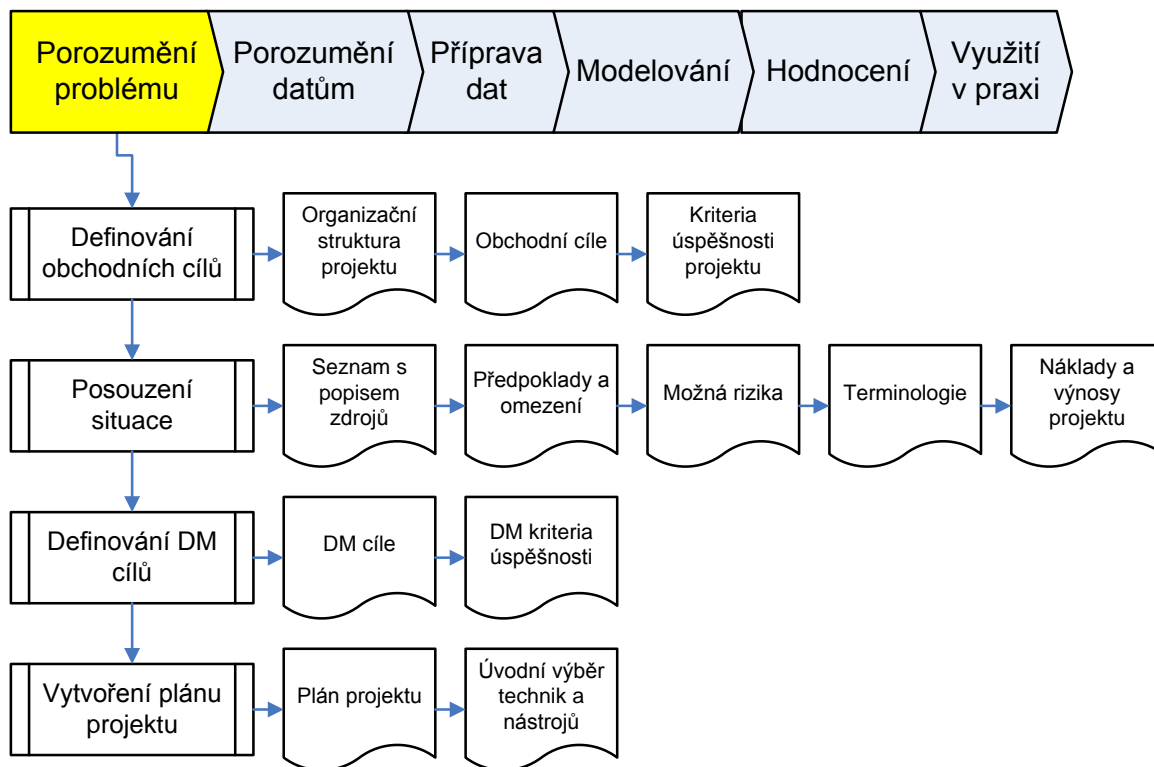 Porozumění
problému
Porozumění
datům
Příprava
dat
Modelování
Hodnocení
Využití
v praxi
Definování
obchodních cílů
Organizační
struktura
projektu
Obchodní cíle
Kriteria
úspěšnosti
projektu
Posouzení
situace
Seznam s
popisem
zdrojů
Předpoklady a
omezení
Možná rizika
Terminologie
Náklady a
výnosy
projektu
Definování DM
cílů
DM cíle
DM kriteria
úspěšnosti
Vytvoření plánu
projektu
Plán projektu
Úvodní výběr
technik a
nástrojů